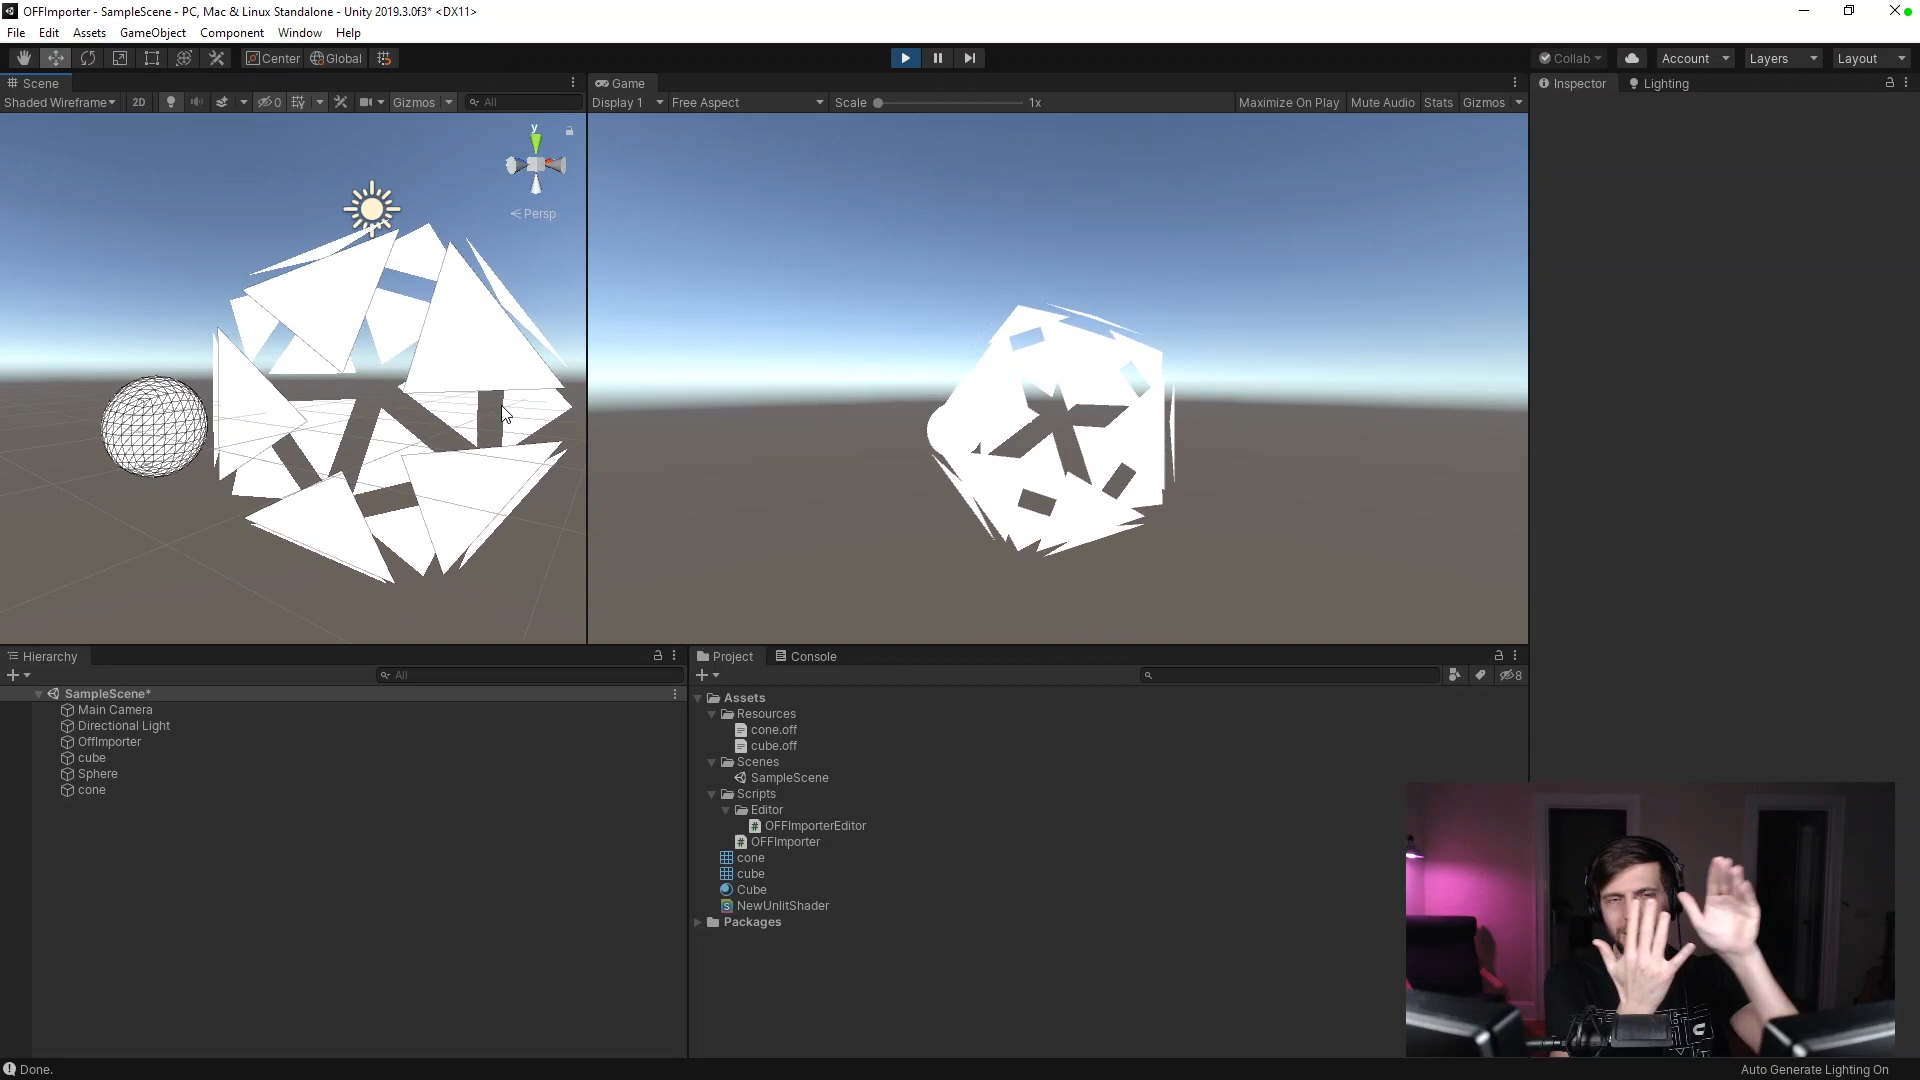 OFFImporter - SampleScene - PC, Mac & Linux Standalone - Unity 2019.3.0f3* <DX11>
File Edit Assets GameObject Component Window Help
Center Global Collab Account Layers Layout
Scene Game Inspector Lighting
Shaded Wireframe 2D 0 Gizmos All Display 1 Free Aspect Scale 1x Maximize On Play Mute Audio Stats Gizmos
y
Persp
Hierarchy Project Console
All 8
SampleScene*
Main Camera
Directional Light
OffImporter
cube
Sphere
cone
Assets
Resources
cone.off
cube.off
Scenes
SampleScene
Scripts
Editor
OFFImporterEditor
OFFImporter
cone
cube
Cube
NewUnlitShader
Packages
Done. Auto Generate Lighting On